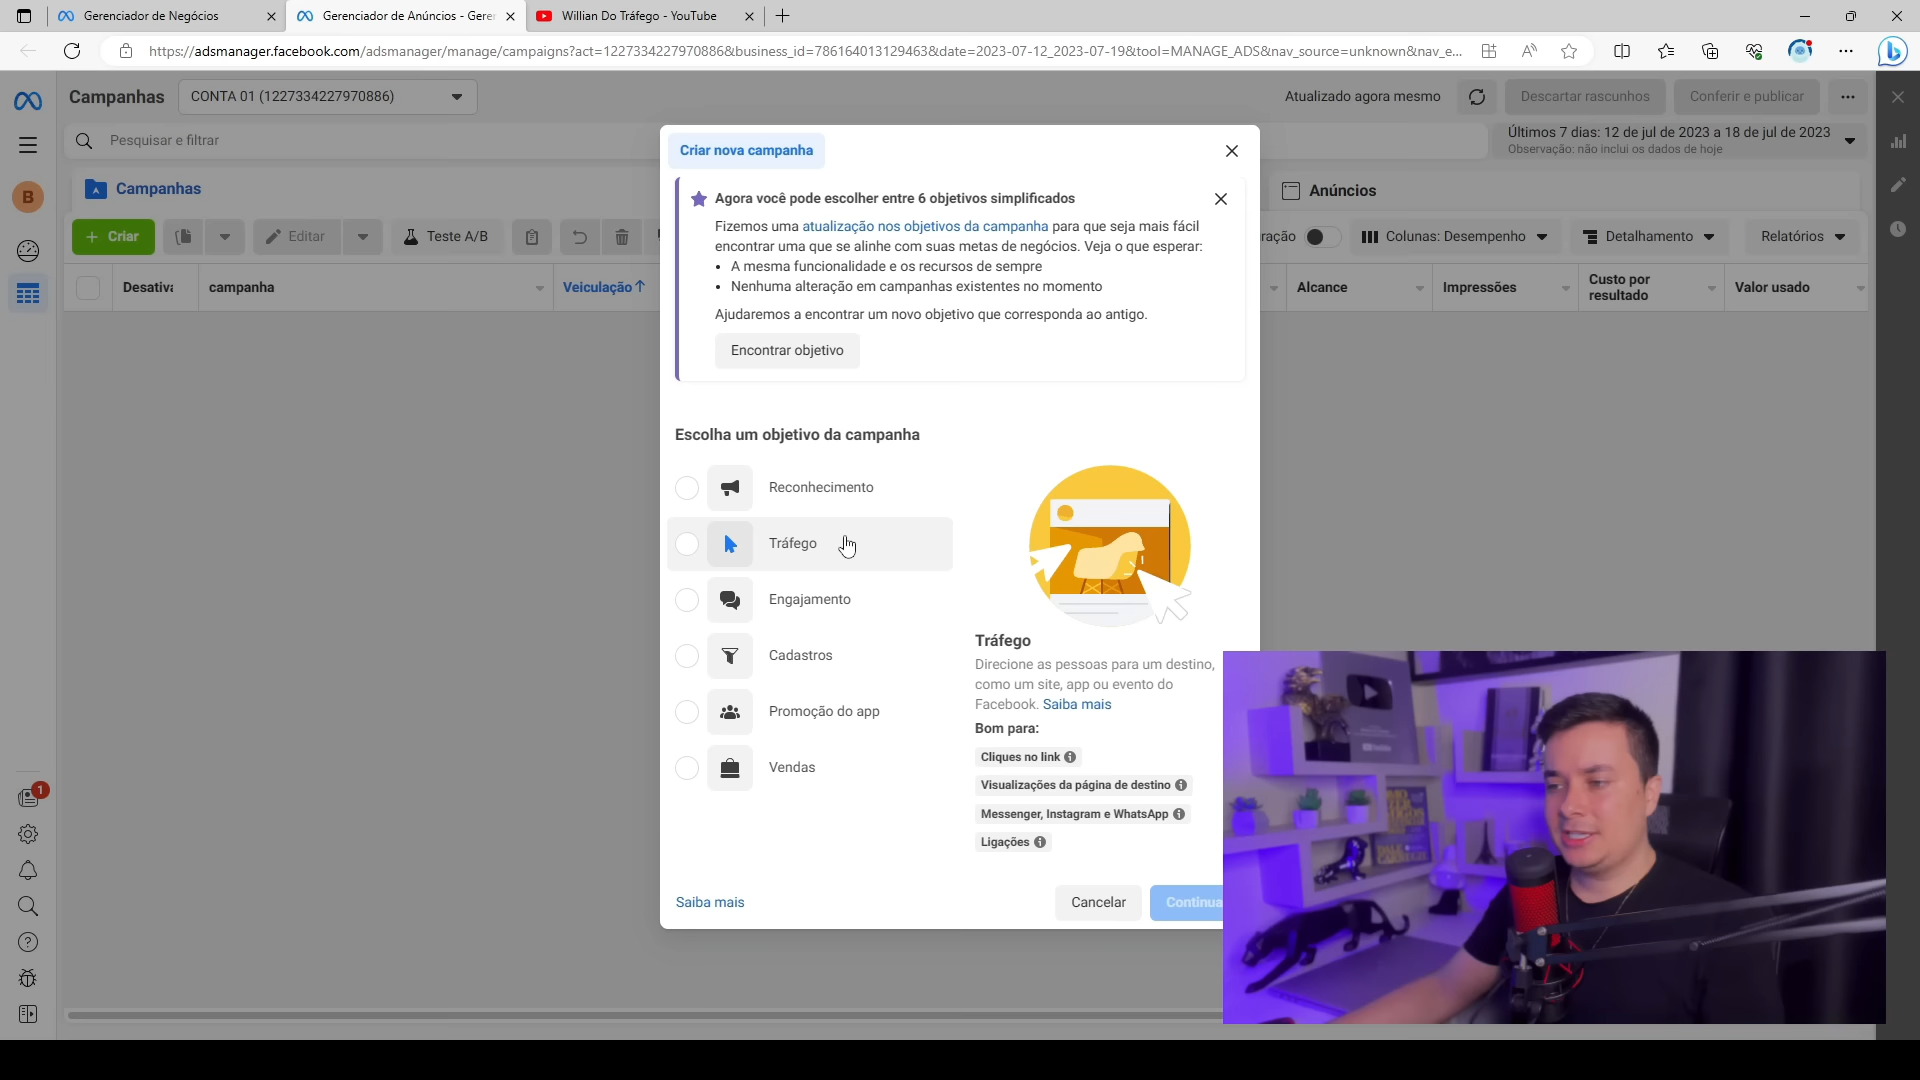 Gerenciador de Negócios
Gerenciador de Anúncios - Geren
Willian Do Tráfego - YouTube
https://adsmanager.facebook.com/adsmanager/manage/campaigns?act=1227334227970886&business_id=786164013129463&date=2023-07-12_2023-07-19&tool=MANAGE_ADS&nav_source=unknown&nav_e...
Campanhas
CONTA 01 (1227334227970886)
Atualizado agora mesmo
Descartar rascunhos
Conferir e publicar
Pesquisar e filtrar
Últimos 7 dias: 12 de jul de 2023 a 18 de jul de 2023
Observação: não inclui os dados de hoje
Campanhas
Anúncios
+ Criar
Editar
Teste A/B
ração
Colunas: Desempenho
Detalhamento
Relatórios
Desativ
campanha
Veiculação↑
Alcance
Impressões
Custo por
resultado
Valor usado
B
1
Criar nova campanha
Agora você pode escolher entre 6 objetivos simplificados
Fizemos uma atualização nos objetivos da campanha para que seja mais fácil
encontrar uma que se alinhe com suas metas de negócios. Veja o que esperar:
• A mesma funcionalidade e os recursos de sempre
• Nenhuma alteração em campanhas existentes no momento
Ajudaremos a encontrar um novo objetivo que corresponda ao antigo.
Encontrar objetivo
Escolha um objetivo da campanha
Reconhecimento
Tráfego
Engajamento
Cadastros
Promoção do app
Vendas
Tráfego
Direcione as pessoas para um destino,
como um site, app ou evento do
Facebook. Saiba mais
Bom para:
Cliques no link
Visualizações da página de destino
Messenger, Instagram e WhatsApp
Ligações
Saiba mais
Cancelar
Continua